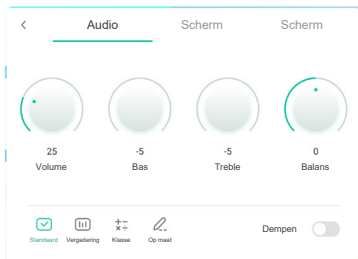 Audio Scherm Scherm
25 -5 -5 0
Volume Bas Treble Balans
Standaard Vergadering Klasse Op maat Dempen